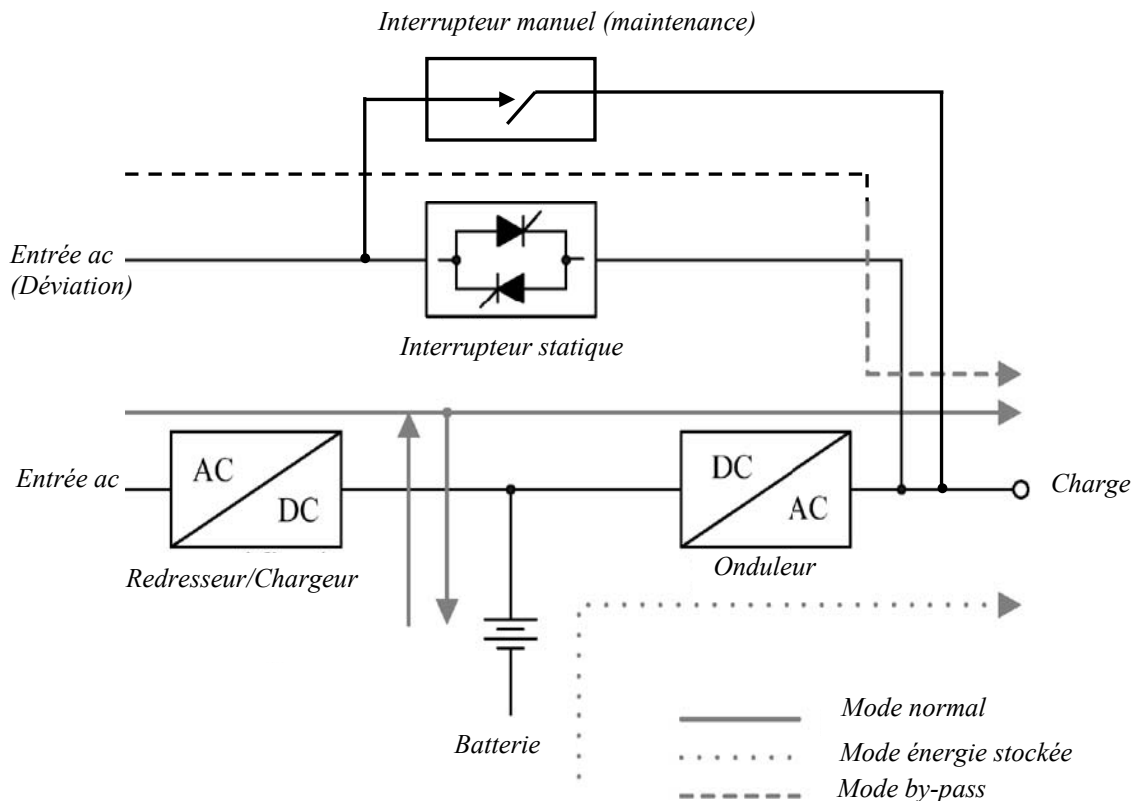 Interrupteur manuel (maintenance)
Entrée ac
(Déviation)
Interrupteur statique
Entrée ac
AC
DC
DC
AC
Charge
Redresseur/Chargeur
Onduleur
Batterie
Mode normal
Mode énergie stockée
Mode by-pass